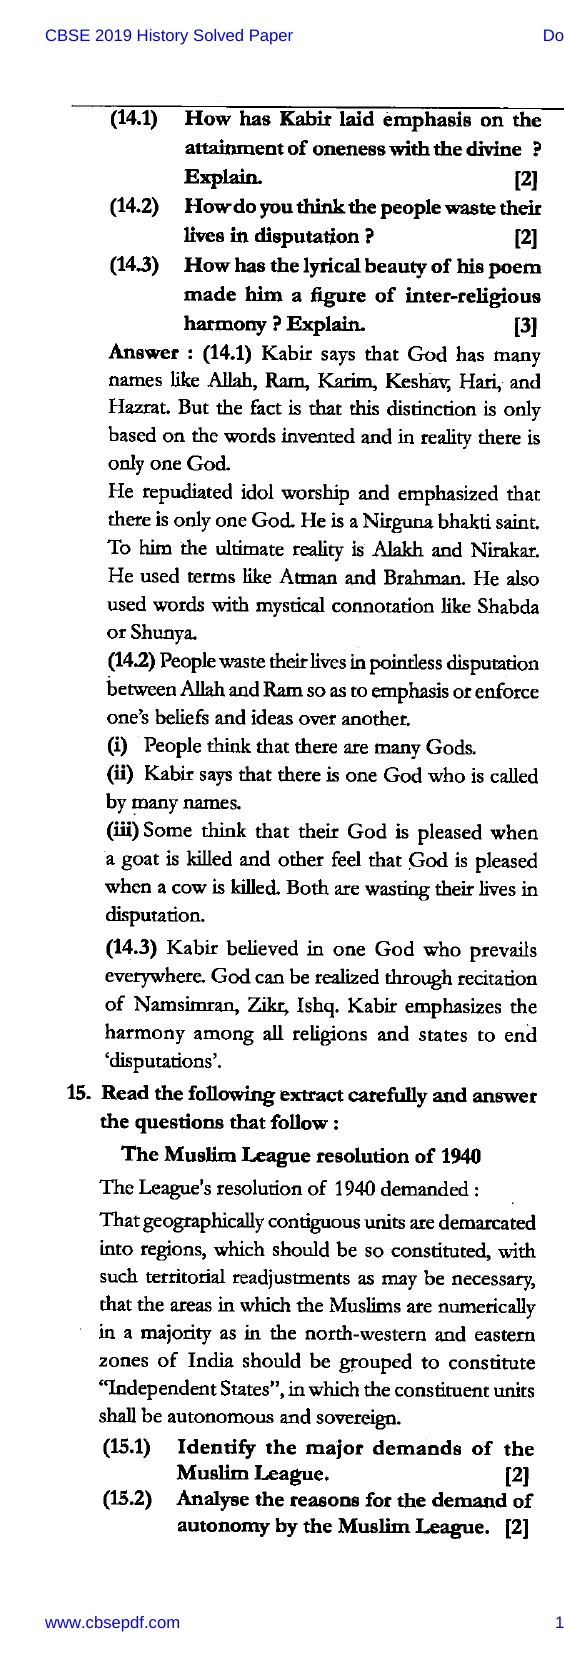 CBSE 2019 History Solved Paper
Do
(14.1) How has Kabir laid emphasis on the
attainment of oneness with the divine ?
Explain. [2]
(14.2) How do you think the people waste their
lives in disputation ? [2]
(14.3) How has the lyrical beauty of his poem
made him a figure of inter-religious
harmony ? Explain. [3]
Answer : (14.1) Kabir says that God has many
names like Allah, Ram, Karim, Keshav, Hari, and
Hazrat. But the fact is that this distinction is only
based on the words invented and in reality there is
only one God.
He repudiated idol worship and emphasized that
there is only one God. He is a Nirguna bhakti saint.
To him the ultimate reality is Alakh and Nirakar.
He used terms like Atman and Brahman. He also
used words with mystical connotation like Shabda
or Shunya.
(14.2) People waste their lives in pointless disputation
between Allah and Ram so as to emphasis or enforce
one's beliefs and ideas over another.
(i) People think that there are many Gods.
(ii) Kabir says that there is one God who is called
by many names.
(iii) Some think that their God is pleased when
a goat is killed and other feel that God is pleased
when a cow is killed. Both are wasting their lives in
disputation.
(14.3) Kabir believed in one God who prevails
everywhere. God can be realized through recitation
of Namsimran, Zikr, Ishq. Kabir emphasizes the
harmony among all religions and states to end
'disputations'.
15. Read the following extract carefully and answer
the questions that follow :
The Muslim League resolution of 1940
The League's resolution of 1940 demanded :
That geographically contiguous units are demarcated
into regions, which should be so constituted, with
such territorial readjustments as may be necessary,
that the areas in which the Muslims are numerically
in a majority as in the north-western and eastern
zones of India should be grouped to constitute
"Independent States", in which the constituent units
shall be autonomous and sovereign.
(15.1) Identify the major demands of the
Muslim League. [2]
(15.2) Analyse the reasons for the demand of
autonomy by the Muslim League. [2]
www.cbsepdf.com
1